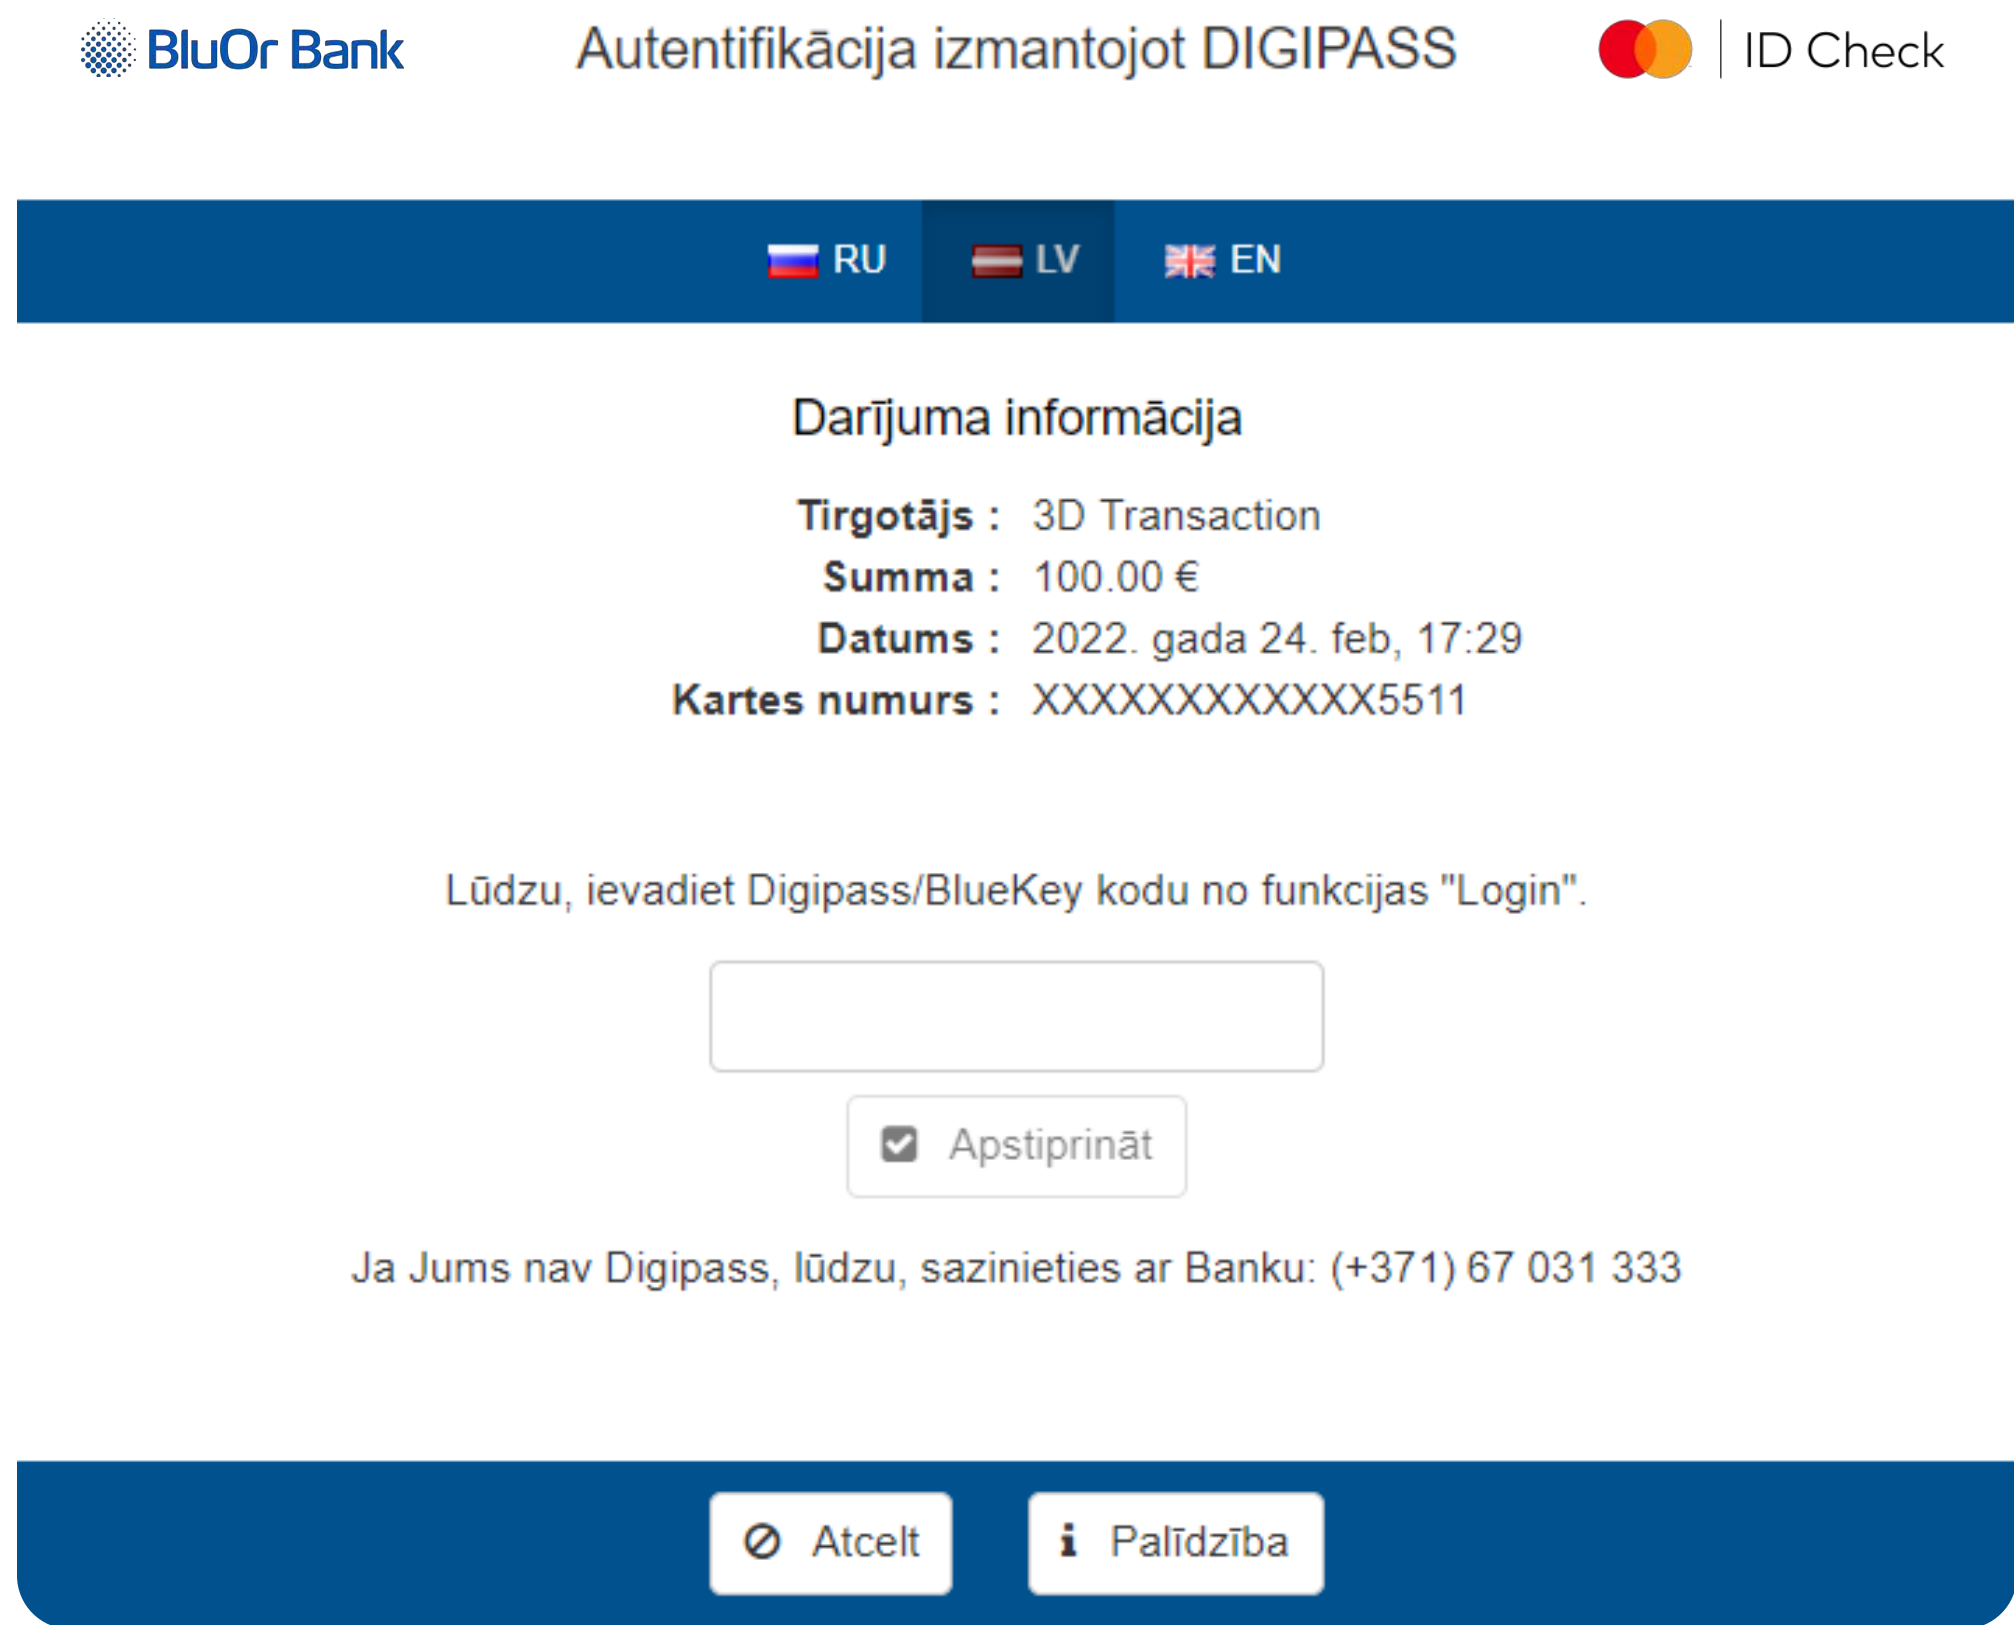 BluOr Bank
Autentifikācija izmantojot DIGIPASS
ID Check
RU LV EN
Darījuma informācija
Tirgotājs : 3D Transaction
Summa : 100.00 €
Datums : 2022. gada 24. feb, 17:29
Kartes numurs : XXXXXXXXXXXX5511
Lūdzu, ievadiet Digipass/BlueKey kodu no funkcijas "Login".
Apstiprināt
Ja Jums nav Digipass, lūdzu, sazinieties ar Banku: (+371) 67 031 333
Atcelt
Palīdzība